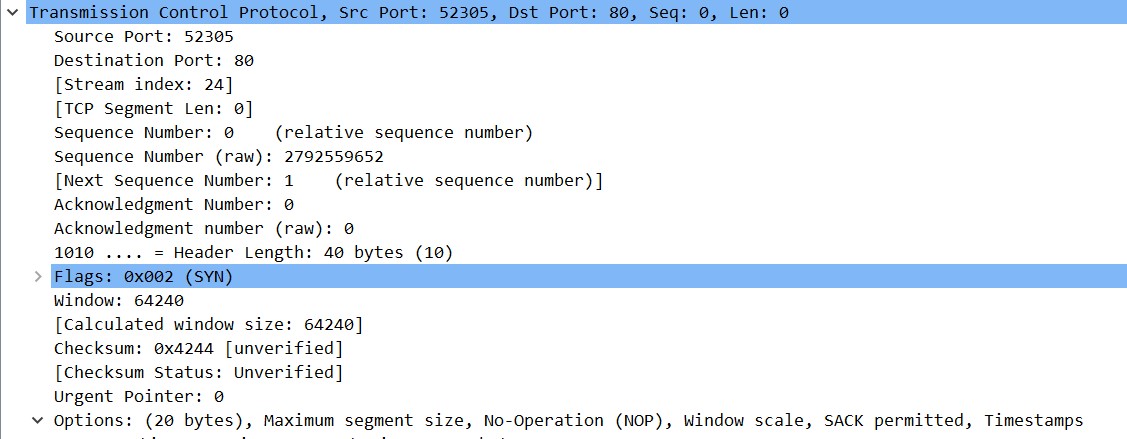 Transmission Control Protocol, Src Port: 52305, Dst Port: 80, Seq: 0, Len: 0
Source Port: 52305
Destination Port: 80
[Stream index: 24]
[TCP Segment Len: 0]
Sequence Number: 0    (relative sequence number)
Sequence Number (raw): 2792559652
[Next Sequence Number: 1    (relative sequence number)]
Acknowledgment Number: 0
Acknowledgment number (raw): 0
1010 .... = Header Length: 40 bytes (10)
Flags: 0x002 (SYN)
Window: 64240
[Calculated window size: 64240]
Checksum: 0x4244 [unverified]
[Checksum Status: Unverified]
Urgent Pointer: 0
Options: (20 bytes), Maximum segment size, No-Operation (NOP), Window scale, SACK permitted, Timestamps